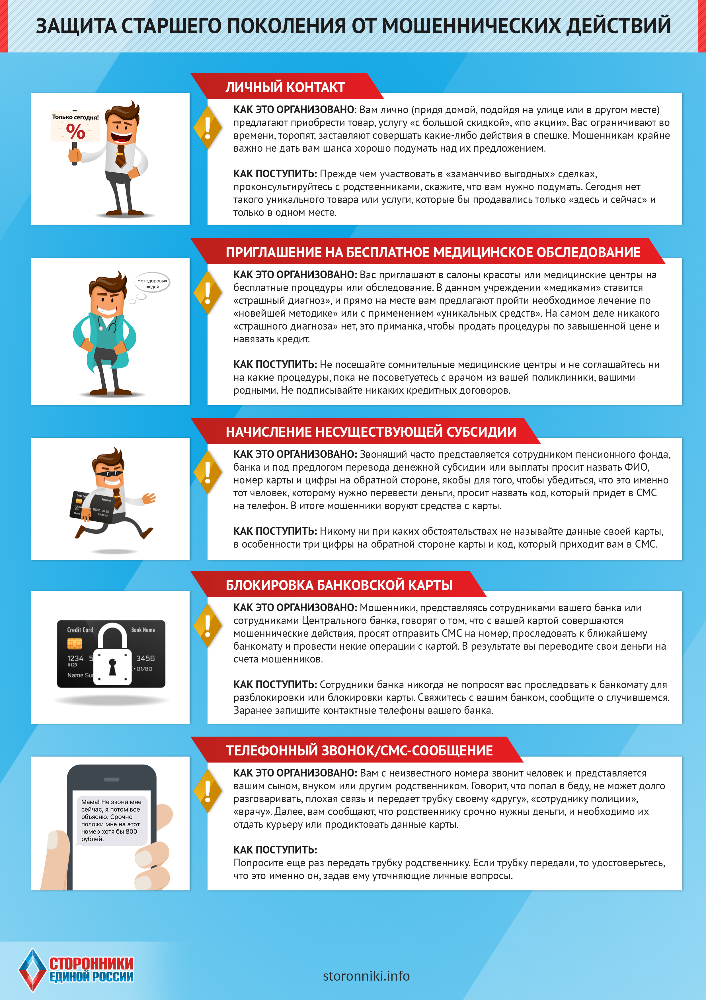 ЗАЩИТА СТАРШЕГО ПОКОЛЕНИЯ ОТ МОШЕННИЧЕСКИХ ДЕЙСТВИЙ
ЛИЧНЫЙ КОНТАКТ
Только сегодня!
%
КАК ЭТО ОРГАНИЗОВАНО: Вам лично (придя домой, подойдя на улице или в другом месте)
предлагают приобрести товар, услугу «с большой скидкой», «по акции». Вас ограничивают во
времени, торопят, заставляют совершать какие-либо действия в спешке. Мошенникам крайне
важно не дать вам шанса хорошо подумать над их предложением.
КАК ПОСТУПИТЬ: Прежде чем участвовать в «заманчиво выгодных» сделках,
проконсультируйтесь с родственниками, скажите, что вам нужно подумать. Сегодня нет
такого уникального товара или услуги, которые бы продавались только «здесь и сейчас» и
только в одном месте.
ПРИГЛАШЕНИЕ НА БЕСПЛАТНОЕ МЕДИЦИНСКОЕ ОБСЛЕДОВАНИЕ
Нет здоровых
людей
КАК ЭТО ОРГАНИЗОВАНО: Вас приглашают в салоны красоты или медицинские центры на
бесплатные процедуры или обследование. В данном учреждении «медиками» ставится
«страшный диагноз», и прямо на месте вам предлагают пройти необходимое лечение по
«новейшей методике» или с применением «уникальных средств». На самом деле никакого
«страшного диагноза» нет, это приманка, чтобы продать процедуры по завышенной цене и
навязать кредит.
КАК ПОСТУПИТЬ: Не посещайте сомнительные медицинские центры и не соглашайтесь ни
на какие процедуры, пока не посоветуетесь с врачом из вашей поликлиники, вашими
родными. Не подписывайте никаких кредитных договоров.
НАЧИСЛЕНИЕ НЕСУЩЕСТВУЮЩЕЙ СУБСИДИИ
Bank Name
1234 9012 3456
Name
КАК ЭТО ОРГАНИЗОВАНО: Звонящий часто представляется сотрудником пенсионного фонда,
банка и под предлогом перевода денежной субсидии или выплаты просит назвать ФИО,
номер карты и цифры на обратной стороне, якобы для того, чтобы убедиться, что это именно
тот человек, которому нужно перевести деньги, просит назвать код, который придет в СМС
на телефон. В итоге мошенники воруют средства с карты.
КАК ПОСТУПИТЬ: Никому ни при каких обстоятельствах не называйте данные своей карты,
в особенности три цифры на обратной стороне карты и код, который приходит вам в СМС.
БЛОКИРОВКА БАНКОВСКОЙ КАРТЫ
Credit Card Bank Name
1234 5 3456
0123 01/80
Name Sur
КАК ЭТО ОРГАНИЗОВАНО: Мошенники, представляясь сотрудниками вашего банка или
сотрудниками Центрального банка, говорят о том, что с вашей картой совершаются
мошеннические действия, просят отправить СМС на номер, проследовать к ближайшему
банкомату и провести некие операции с картой. В результате вы переводите свои деньги на
счета мошенников.
КАК ПОСТУПИТЬ: Сотрудники банка никогда не попросят вас проследовать к банкомату для
разблокировки или блокировки карты. Свяжитесь с вашим банком, сообщите о случившемся.
Заранее запишите контактные телефоны вашего банка.
ТЕЛЕФОННЫЙ ЗВОНОК/СМС-СООБЩЕНИЕ
Мама! Не звони мне
сейчас, я потом все
объясню. Срочно
положи мне на этот
номер хотя бы 800
рублей.
КАК ЭТО ОРГАНИЗОВАНО: Вам с неизвестного номера звонит человек и представляется
вашим сыном, внуком или другим родственником. Говорит, что попал в беду, не может долго
разговаривать, плохая связь и передает трубку своему «другу», «сотруднику полиции»,
«врачу». Далее, вам сообщают, что родственнику срочно нужны деньги, и необходимо их
отдать курьеру или продиктовать данные карты.
КАК ПОСТУПИТЬ:
Попросите еще раз передать трубку родственнику. Если трубку передали, то удостоверьтесь,
что это именно он, задав ему уточняющие личные вопросы.
СТОРОННИКИ
ЕДИНОЙ РОССИИ
storonniki.info